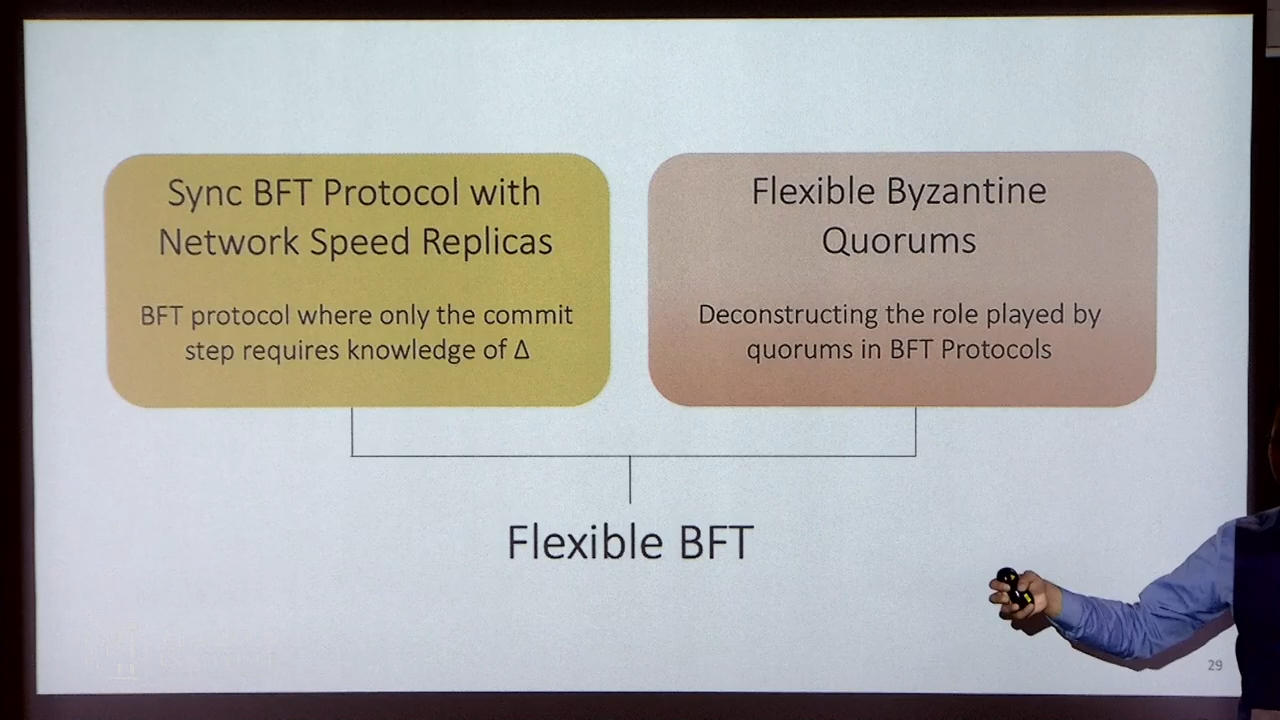 Sync BFT Protocol with
Network Speed Replicas
BFT protocol where only the commit
step requires knowledge of Δ
Flexible Byzantine
Quorums
Deconstructing the role played by
quorums in BFT Protocols
Flexible BFT
29